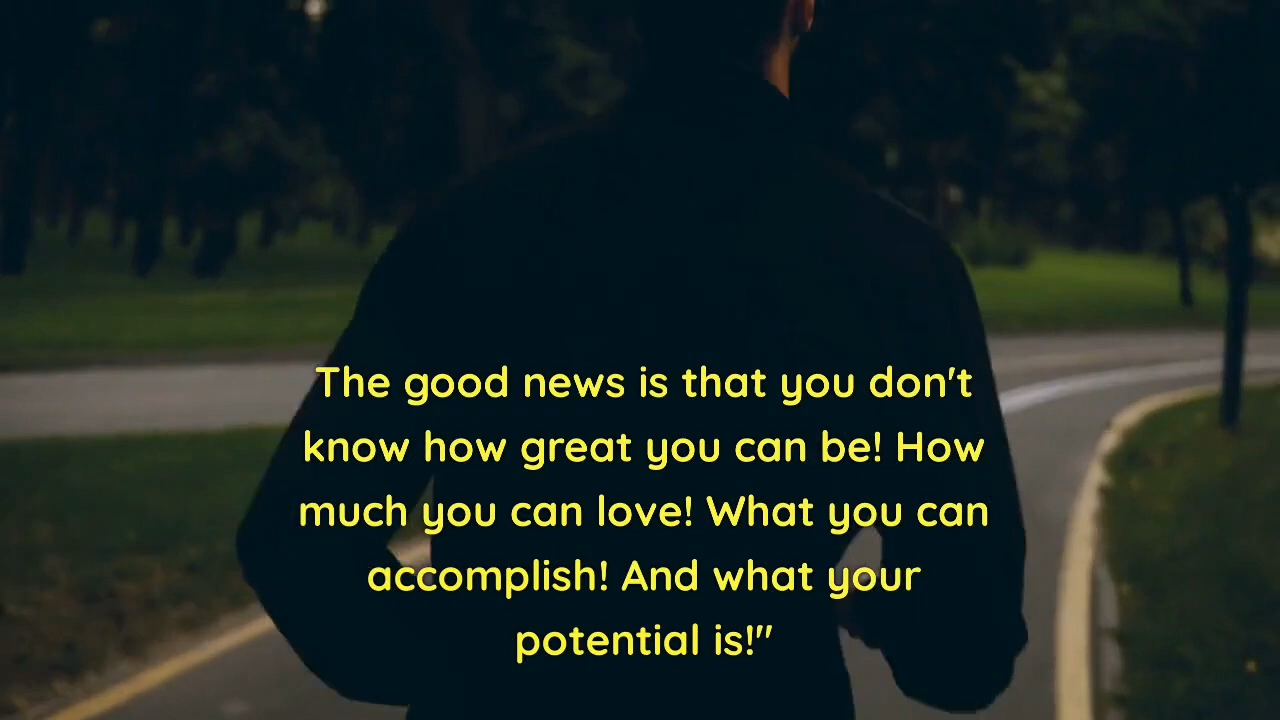 The good news is that you don't
know how great you can be! How
much you can love! What you can
accomplish! And what your
potential is!"